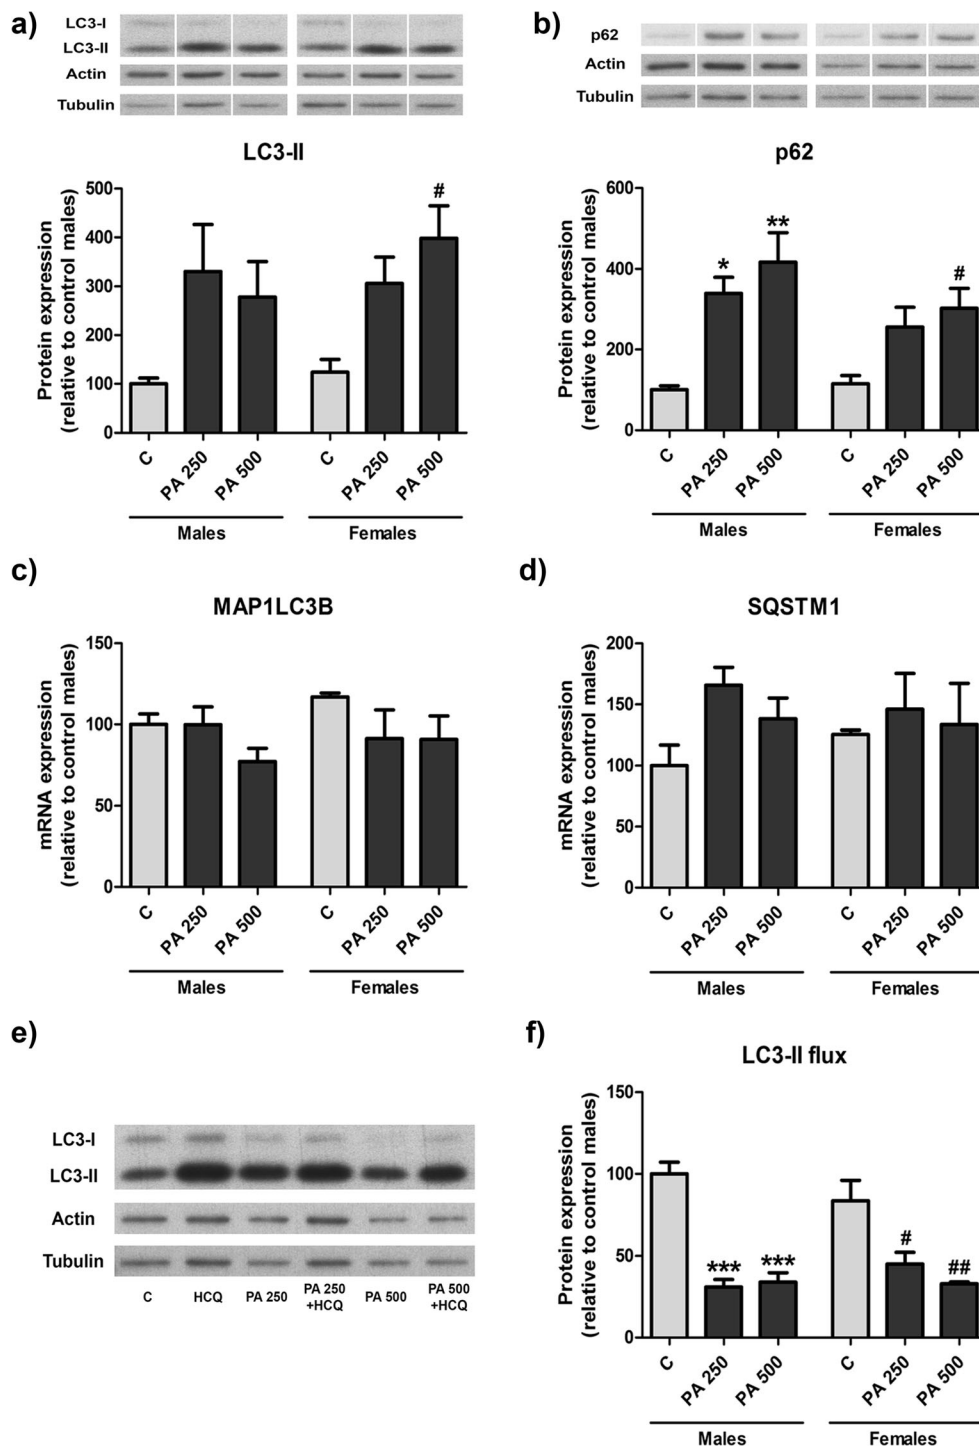 a)
LC3-I
LC3-II
Actin
Tubulin
LC3-II
Protein expression
(relative to control males)
500
400
300
200
100
0
#
C
PA 250
PA 500
C
PA 250
PA 500
Males
Females
b)
p62
Actin
Tubulin
p62
Protein expression
(relative to control males)
600
400
200
0
*
**
#
C
PA 250
PA 500
C
PA 250
PA 500
Males
Females
c)
MAP1LC3B
mRNA expression
(relative to control males)
150
100
50
0
C
PA 250
PA 500
C
PA 250
PA 500
Males
Females
d)
SQSTM1
mRNA expression
(relative to control males)
200
150
100
50
0
C
PA 250
PA 500
C
PA 250
PA 500
Males
Females
e)
LC3-I
LC3-II
Actin
Tubulin
C
HCQ
PA 250
PA 250
+HCQ
PA 500
PA 500
+HCQ
f)
LC3-II flux
Protein expression
(relative to control males)
150
100
50
0
***
***
#
##
C
PA 250
PA 500
C
PA 250
PA 500
Males
Females